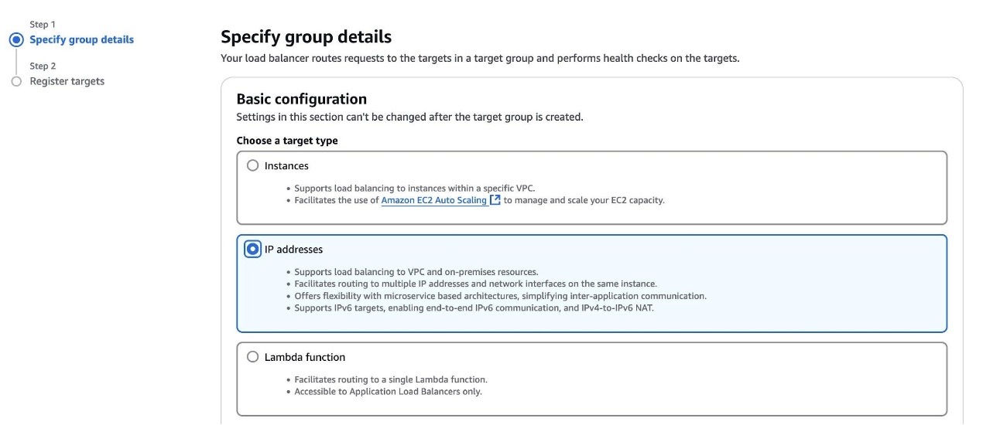 Step 1
Specify group details
Step 2
Register targets
Specify group details
Your load balancer routes requests to the targets in a target group and performs health checks on the targets.
Basic configuration
Settings in this section can't be changed after the target group is created.
Choose a target type
Instances
• Supports load balancing to instances within a specific VPC.
• Facilitates the use of Amazon EC2 Auto Scaling to manage and scale your EC2 capacity.
IP addresses
• Supports load balancing to VPC and on-premises resources.
• Facilitates routing to multiple IP addresses and network interfaces on the same instance.
• Offers flexibility with microservice based architectures, simplifying inter-application communication.
• Supports IPv6 targets, enabling end-to-end IPv6 communication, and IPv4-to-IPv6 NAT.
Lambda function
• Facilitates routing to a single Lambda function.
• Accessible to Application Load Balancers only.